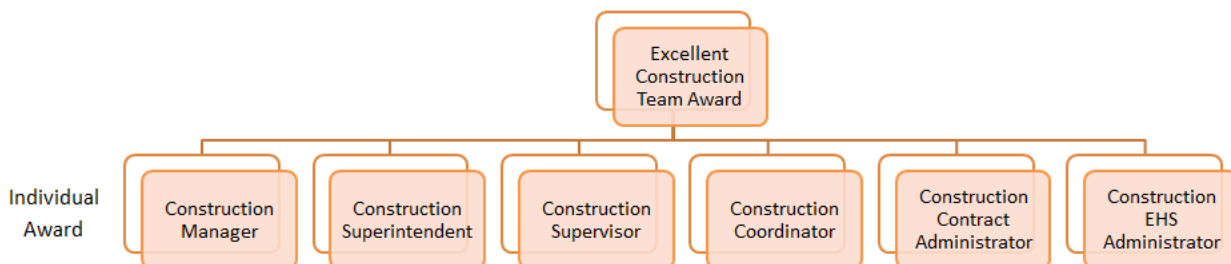 Excellent
Construction
Team Award
Individual
Award
Construction
Manager
Construction
Superintendent
Construction
Supervisor
Construction
Coordinator
Construction
Contract
Administrator
Construction
EHS
Administrator